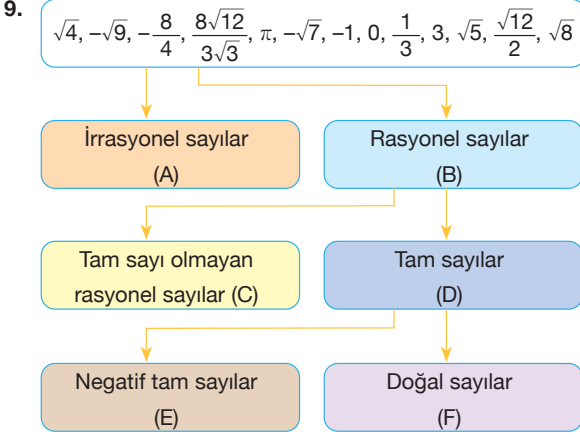 9.
√4, −√9, −8/4, 8√12/3√3, π, −√7, −1, 0, 1/3, 3, √5, √12/2, √8
İrrasyonel sayılar
(A)
Rasyonel sayılar
(B)
Tam sayı olmayan
rasyonel sayılar (C)
Tam sayılar
(D)
Negatif tam sayılar
(E)
Doğal sayılar
(F)